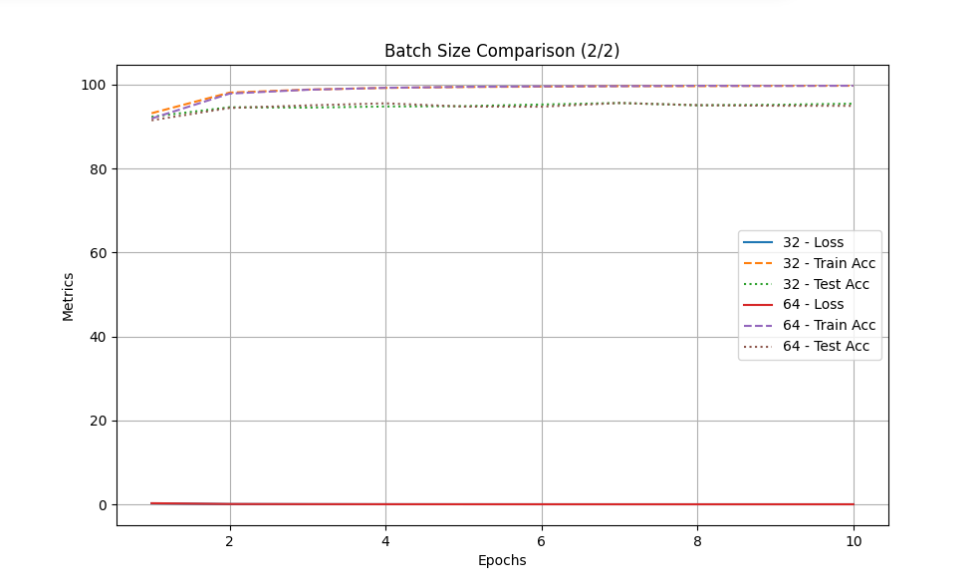 Batch Size Comparison (2/2)
100
80
60
40
20
0
Metrics
32 - Loss
32 - Train Acc
32 - Test Acc
64 - Loss
64 - Train Acc
64 - Test Acc
2
4
6
8
10
Epochs